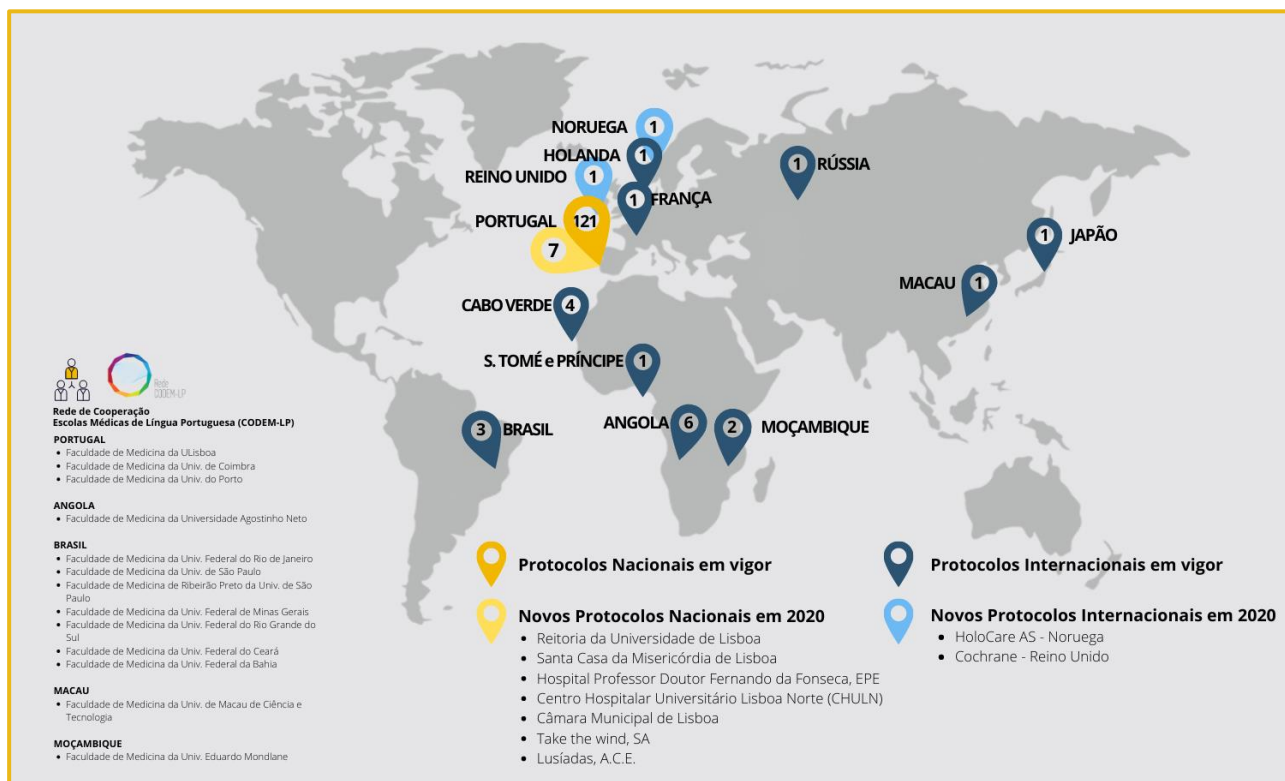 NORUEGA 1
HOLANDA 1
REINO UNIDO 1
1 FRANÇA
1 RÚSSIA
PORTUGAL 121
7
1 JAPÃO
MACAU 1
CABO VERDE 4
S. TOMÉ e PRÍNCIPE 1
3 BRASIL
ANGOLA 6
2 MOÇAMBIQUE
Rede
CODEM-LP
Rede de Cooperação
Escolas Médicas de Língua Portuguesa (CODEM-LP)
PORTUGAL
• Faculdade de Medicina da ULisboa
• Faculdade de Medicina da Univ. de Coimbra
• Faculdade de Medicina da Univ. do Porto
ANGOLA
• Faculdade de Medicina da Universidade Agostinho Neto
BRASIL
• Faculdade de Medicina da Univ. Federal do Rio de Janeiro
• Faculdade de Medicina da Univ. de São Paulo
• Faculdade de Medicina de Ribeirão Preto da Univ. de São
Paulo
• Faculdade de Medicina da Univ. Federal de Minas Gerais
• Faculdade de Medicina da Univ. Federal do Rio Grande do
Sul
• Faculdade de Medicina da Univ. Federal do Ceará
• Faculdade de Medicina da Univ. Federal da Bahia
MACAU
• Faculdade de Medicina da Univ. de Macau de Ciência e
Tecnologia
MOÇAMBIQUE
• Faculdade de Medicina da Univ. Eduardo Mondlane
Protocolos Nacionais em vigor
Novos Protocolos Nacionais em 2020
• Reitoria da Universidade de Lisboa
• Santa Casa da Misericórdia de Lisboa
• Hospital Professor Doutor Fernando da Fonseca, EPE
• Centro Hospitalar Universitário Lisboa Norte (CHULN)
• Câmara Municipal de Lisboa
• Take the wind, SA
• Lusíadas, A.C.E.
Protocolos Internacionais em vigor
Novos Protocolos Internacionais em 2020
• HoloCare AS - Noruega
• Cochrane - Reino Unido